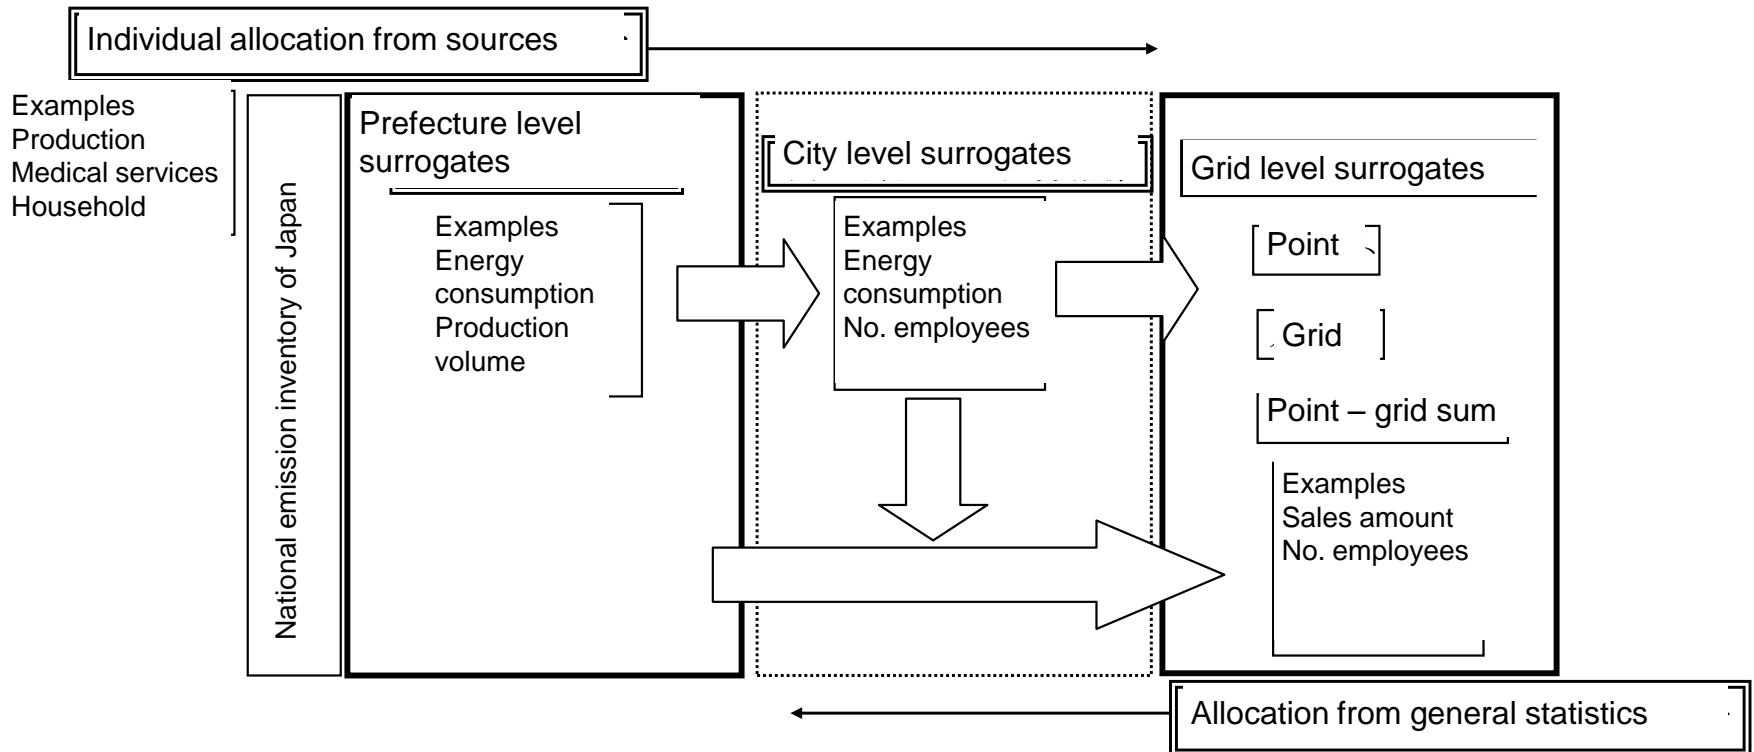 Individual allocation from sources
Examples
Production
Medical services
Household
National emission inventory of Japan
Prefecture level
surrogates
Examples
Energy
consumption
Production
volume
City level surrogates
Examples
Energy
consumption
No. employees
Grid level surrogates
Point
Grid
Point – grid sum
Examples
Sales amount
No. employees
Allocation from general statistics